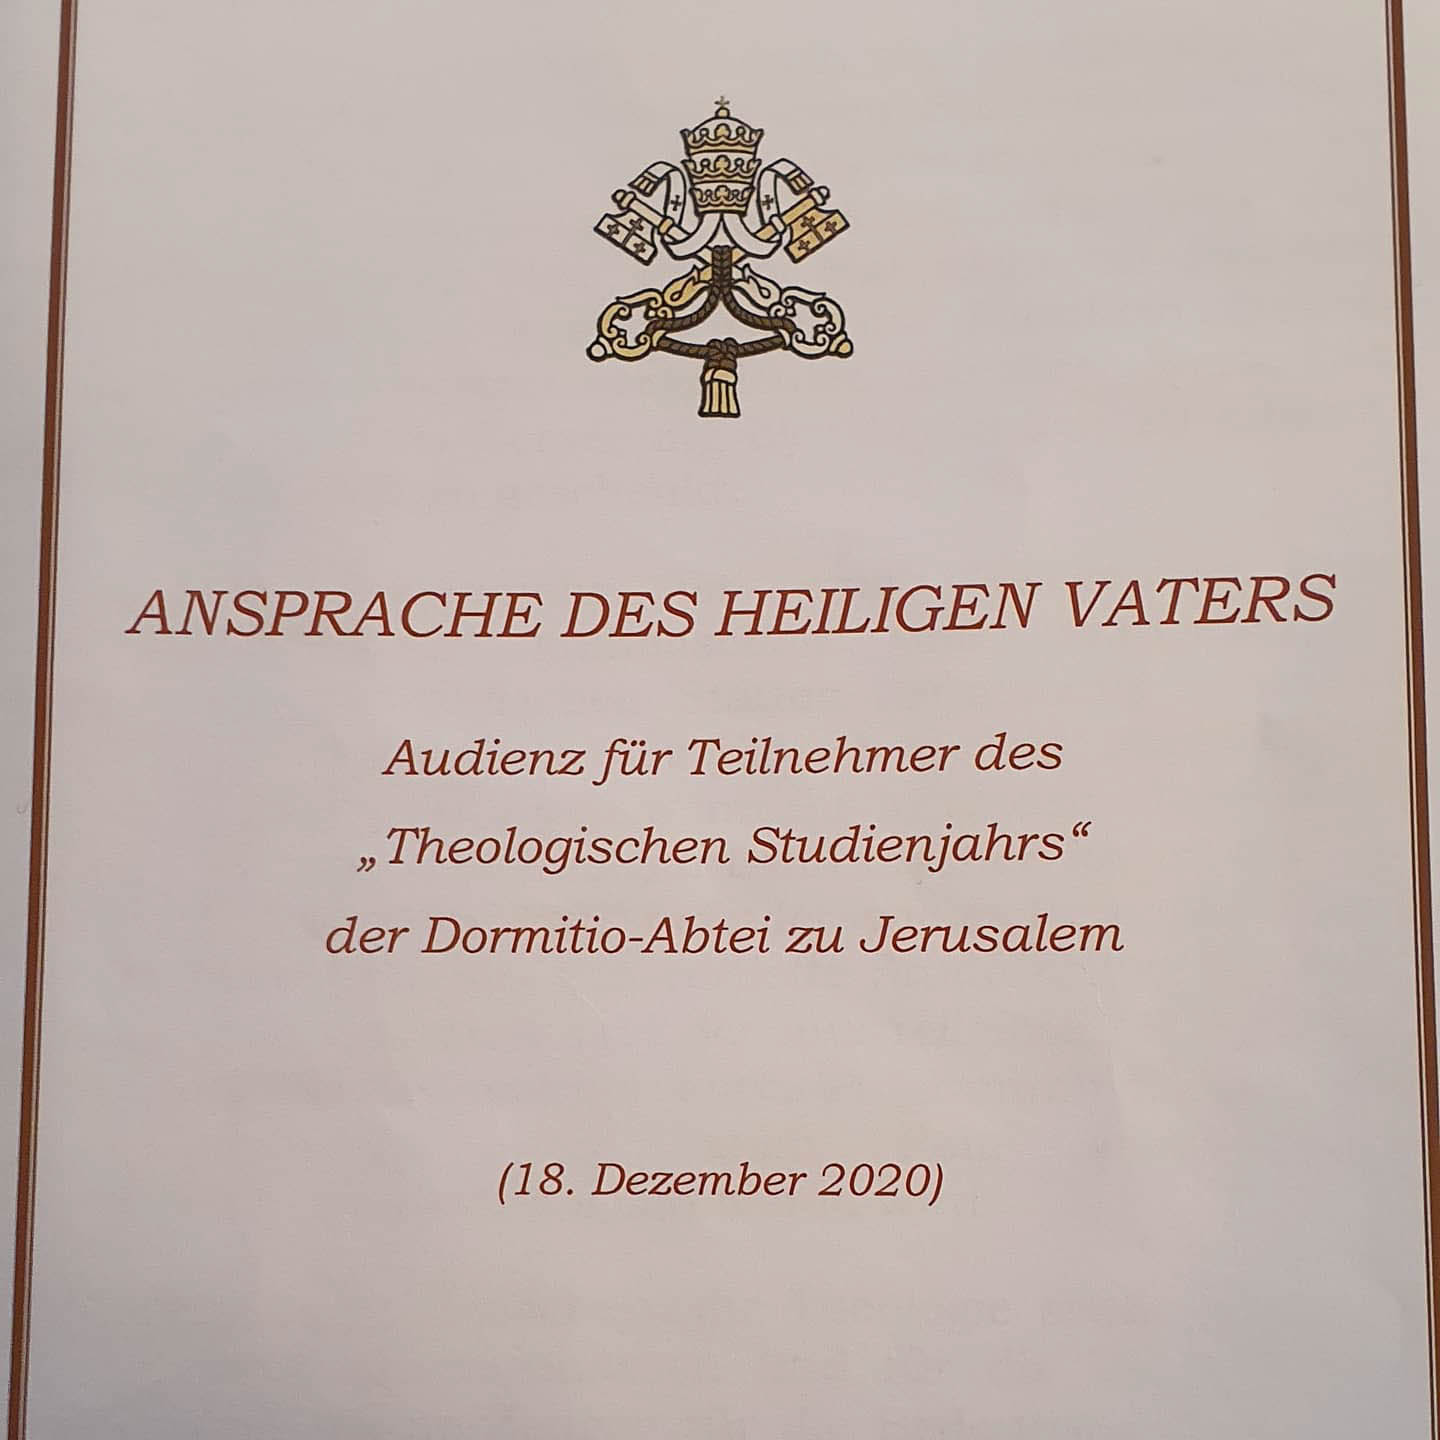 ANSPRACHE DES HEILIGEN VATERS
Audienz für Teilnehmer des
„Theologischen Studienjahrs“
der Dormitio-Abtei zu Jerusalem
(18. Dezember 2020)